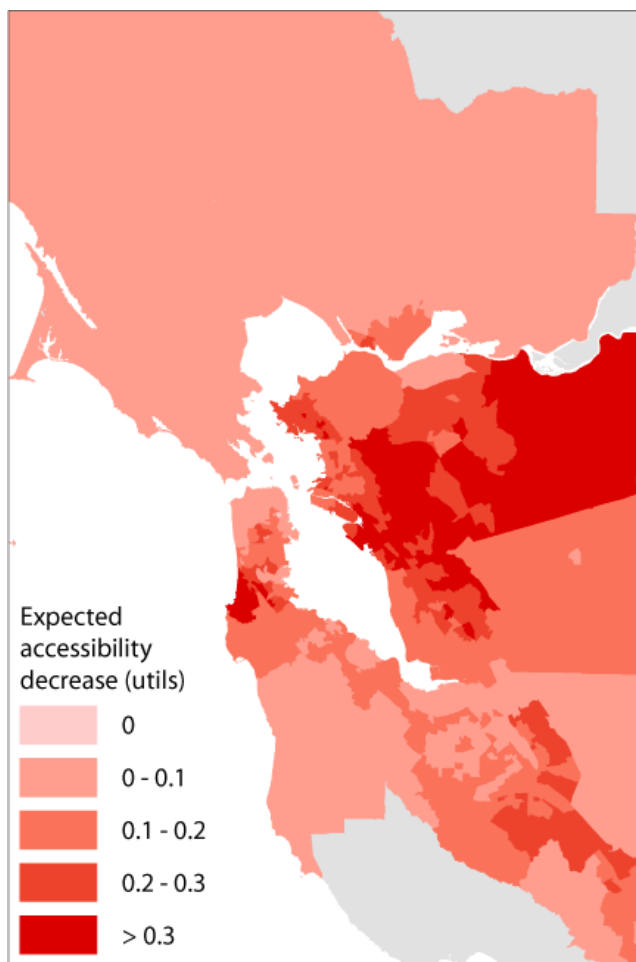 Expected
accessibility
decrease (utils)
0
0 - 0.1
0.1 - 0.2
0.2 - 0.3
> 0.3